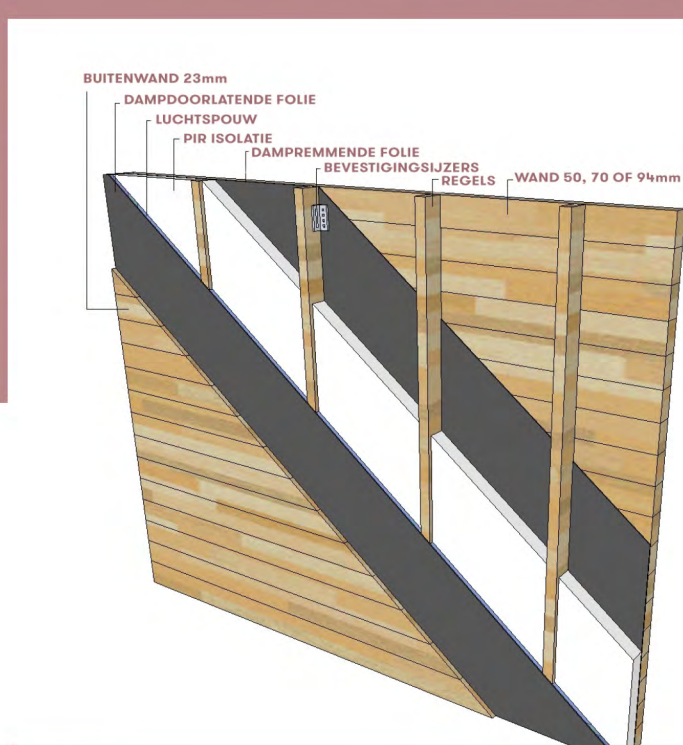 BUITENWAND 23mm
DAMPDOORLATENDE FOLIE
LUCHTSPOUW
PIR ISOLATIE
DAMPREMMENDE FOLIE
BEVESTIGINGSIJZERS
REGELS
WAND 50, 70 OF 94mm